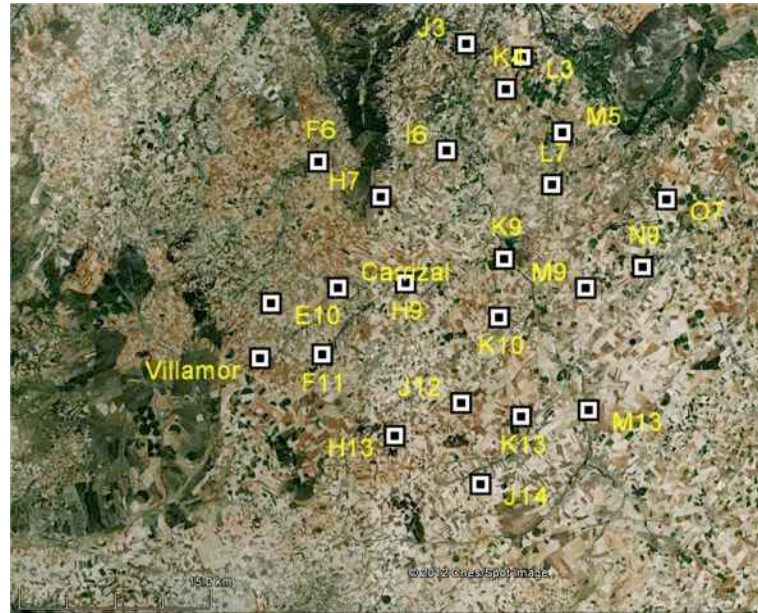 J3
K4
L3
M5
F6
I6
L7
H7
O7
K9
N9
Carrizal
M9
E10
H9
K10
Villamor
F11
J12
M13
H13
K13
J14
© 2012 Cnes/Spot Image
15.0 km